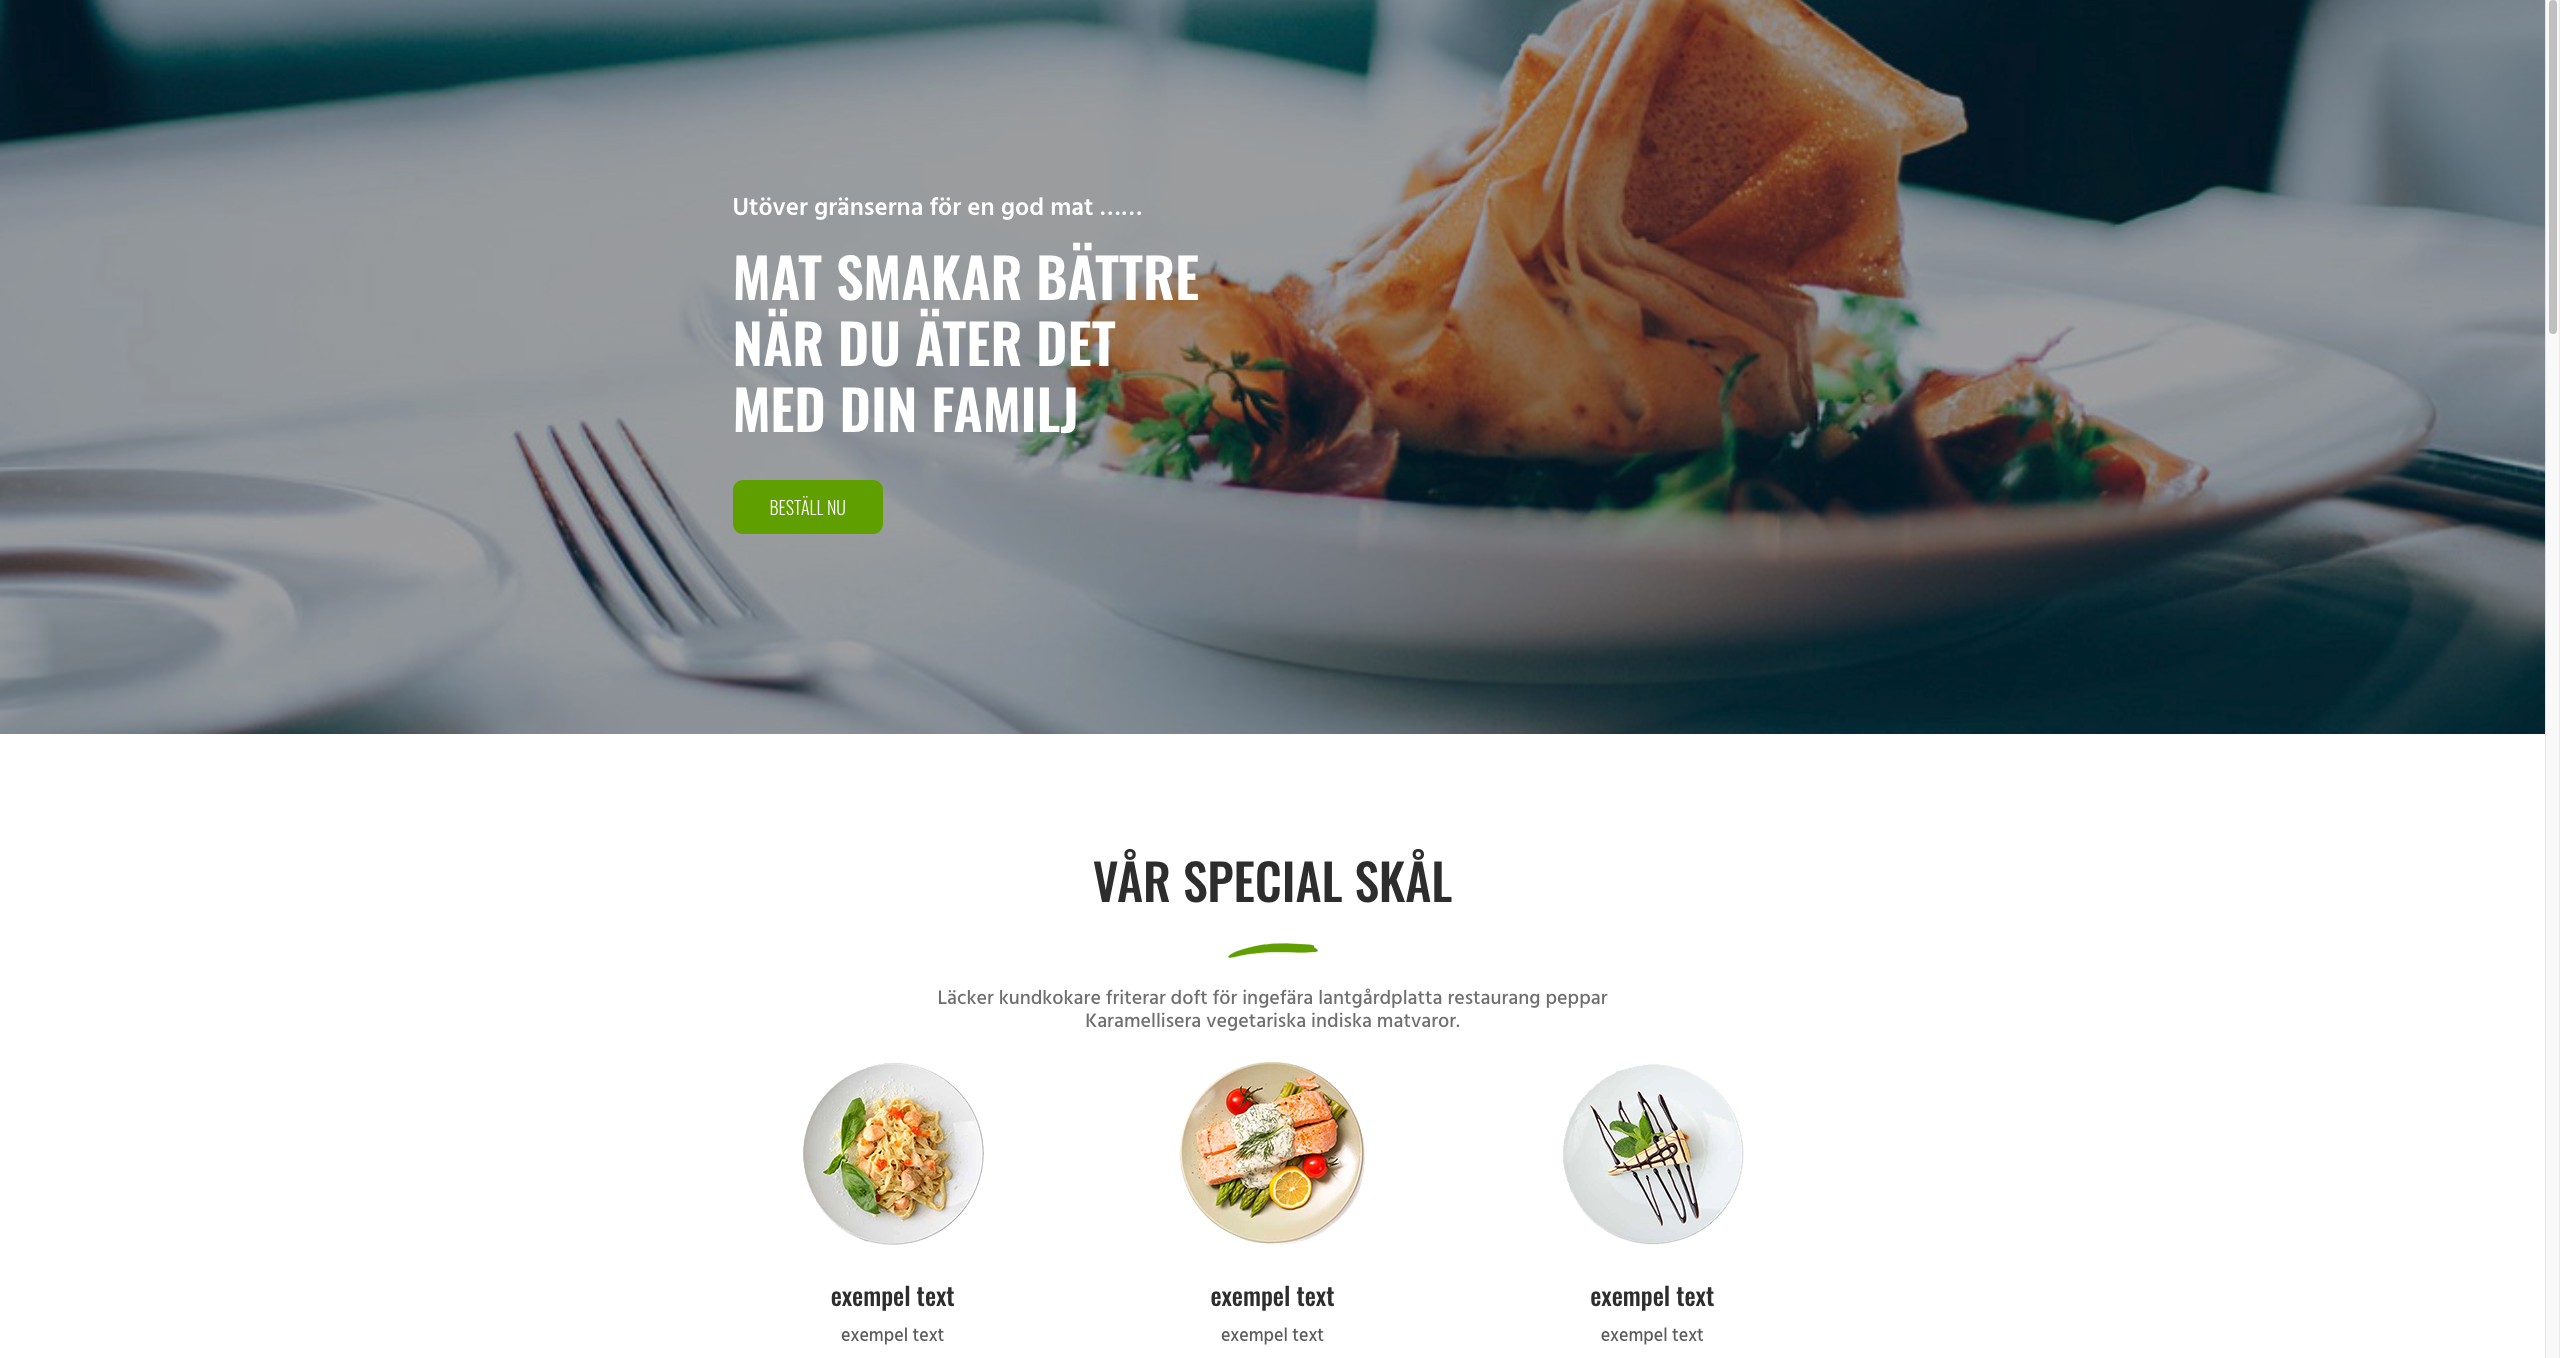 Utöver gränserna för en god mat ......
MAT SMAKAR BÄTTRE
NÄR DU ÄTER DET
MED DIN FAMILJ
BESTÄLL NU
VÅR SPECIAL SKÅL
Läcker kundkokare friterar doft för ingefära lantgårdplatta restaurang peppar
Karamellisera vegetariska indiska matvaror.
exempel text
exempel text
exempel text
exempel text
exempel text
exempel text